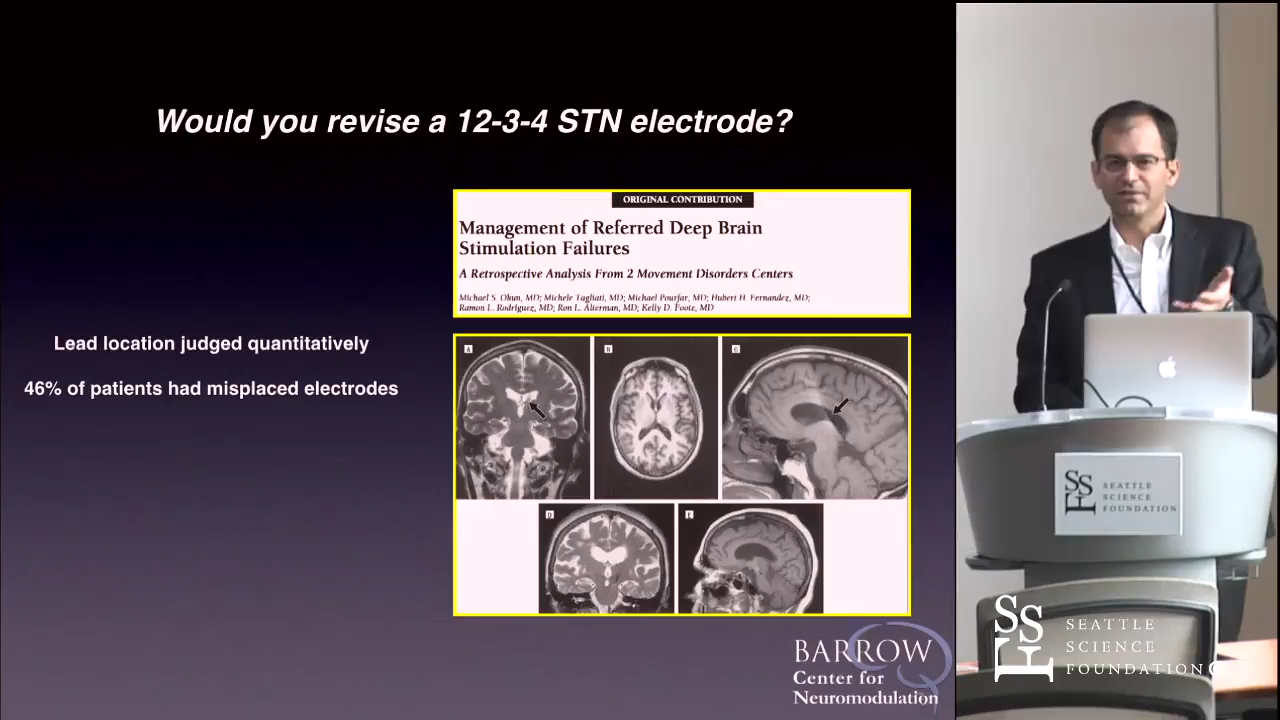 Would you revise a 12-3-4 STN electrode?
ORIGINAL CONTRIBUTION
Management of Referred Deep Brain
Stimulation Failures
A Retrospective Analysis From 2 Movement Disorders Centers
Michael S. Okun, MD; Michele Tagliati, MD; Michael Pourfar, MD; Hubert H. Fernandez, MD;
Ramon L. Rodriguez, MD; Ron L. Alterman, MD; Kelly D. Foote, MD
Lead location judged quantitatively
46% of patients had misplaced electrodes
A
B
C
D
E
BARROW
Center for
Neuromodulation
SSF
SEATTLE
SCIENCE
FOUNDATION
SSF
SEATTLE
SCIENCE
FOUNDATION